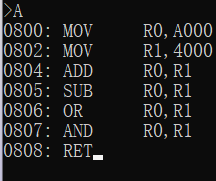 >A
0800: MOV R0,A000
0802: MOV R1,4000
0804: ADD R0,R1
0805: SUB R0,R1
0806: OR R0,R1
0807: AND R0,R1
0808: RET